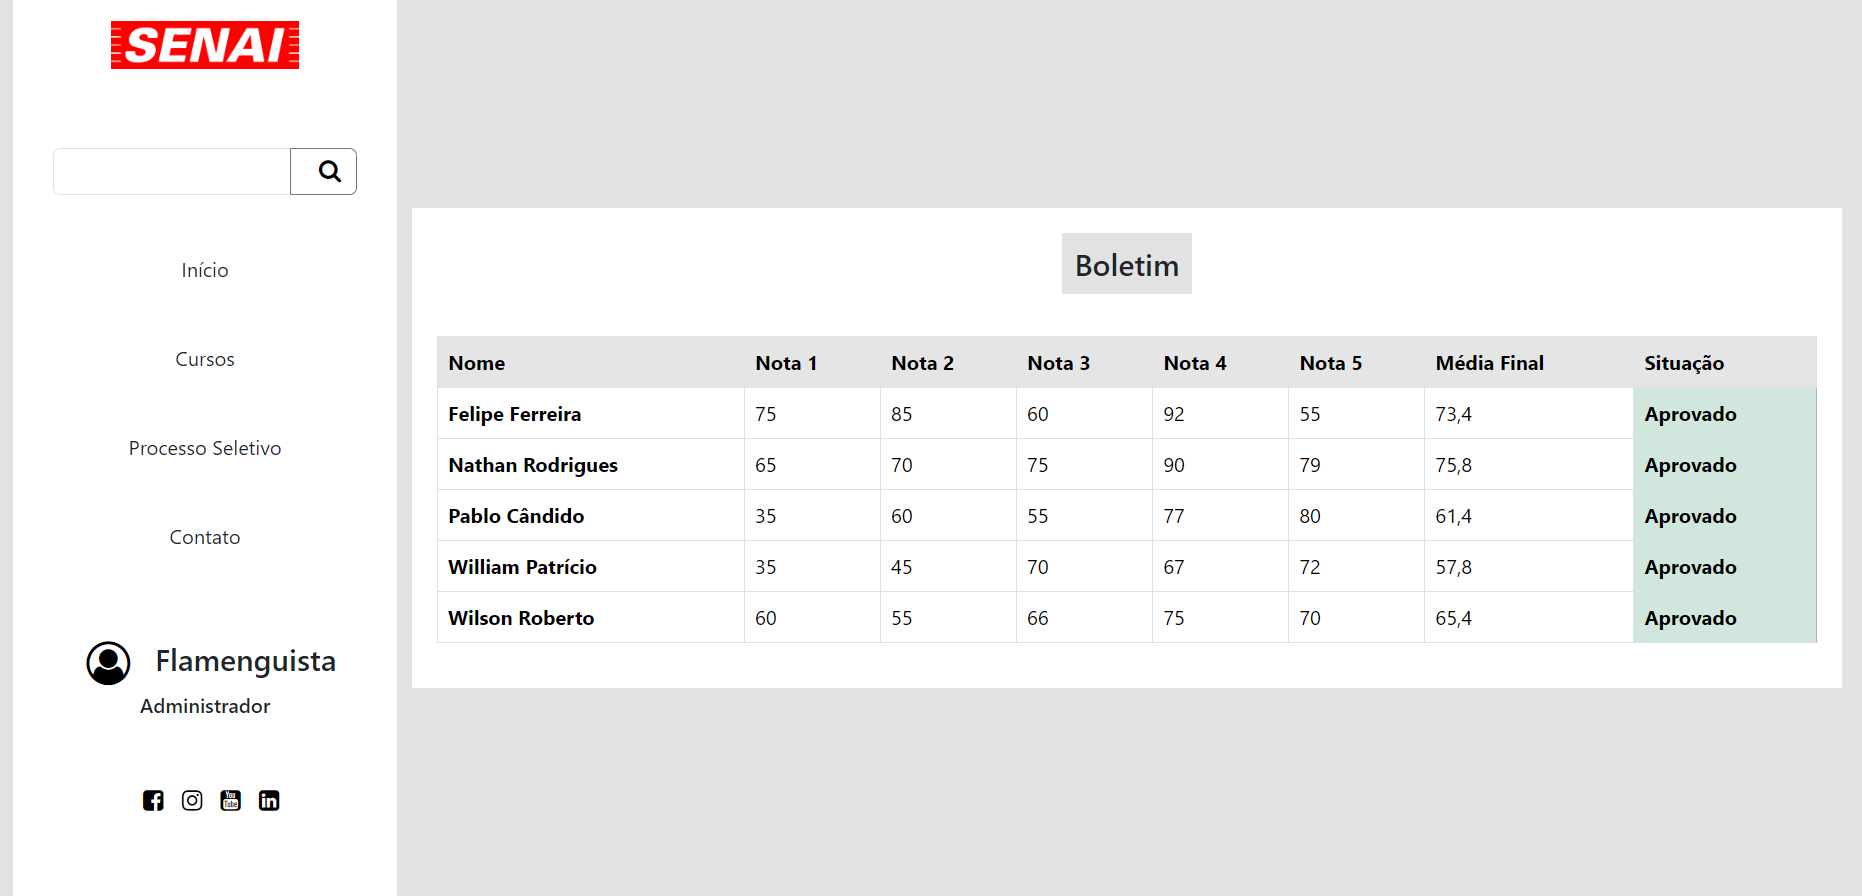 SENAI
Início
Cursos
Processo Seletivo
Contato
Flamenguista
Administrador
You
Tube
in
Boletim
Nome Nota 1 Nota 2 Nota 3 Nota 4 Nota 5 Média Final Situação
Felipe Ferreira 75 85 60 92 55 73,4 Aprovado
Nathan Rodrigues 65 70 75 90 79 75,8 Aprovado
Pablo Cândido 35 60 55 77 80 61,4 Aprovado
William Patrício 35 45 70 67 72 57,8 Aprovado
Wilson Roberto 60 55 66 75 70 65,4 Aprovado